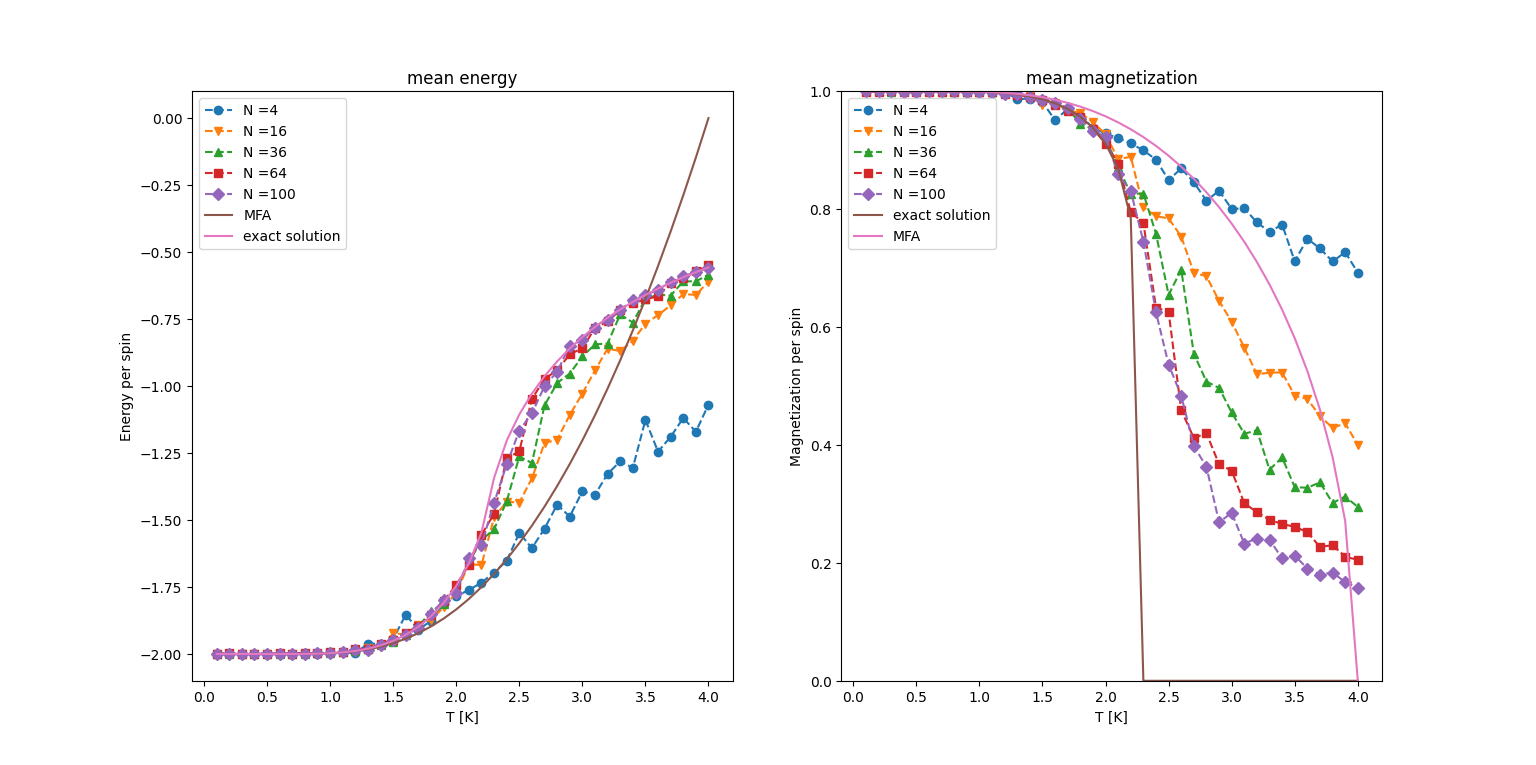 mean energy
N =4
N =16
N =36
N =64
N =100
MFA
exact solution
Energy per spin
0.00
−0.25
−0.50
−0.75
−1.00
−1.25
−1.50
−1.75
−2.00
0.0 0.5 1.0 1.5 2.0 2.5 3.0 3.5 4.0
T [K]
mean magnetization
N =4
N =16
N =36
N =64
N =100
exact solution
MFA
Magnetization per spin
1.0
0.8
0.6
0.4
0.2
0.0
0.0 0.5 1.0 1.5 2.0 2.5 3.0 3.5 4.0
T [K]